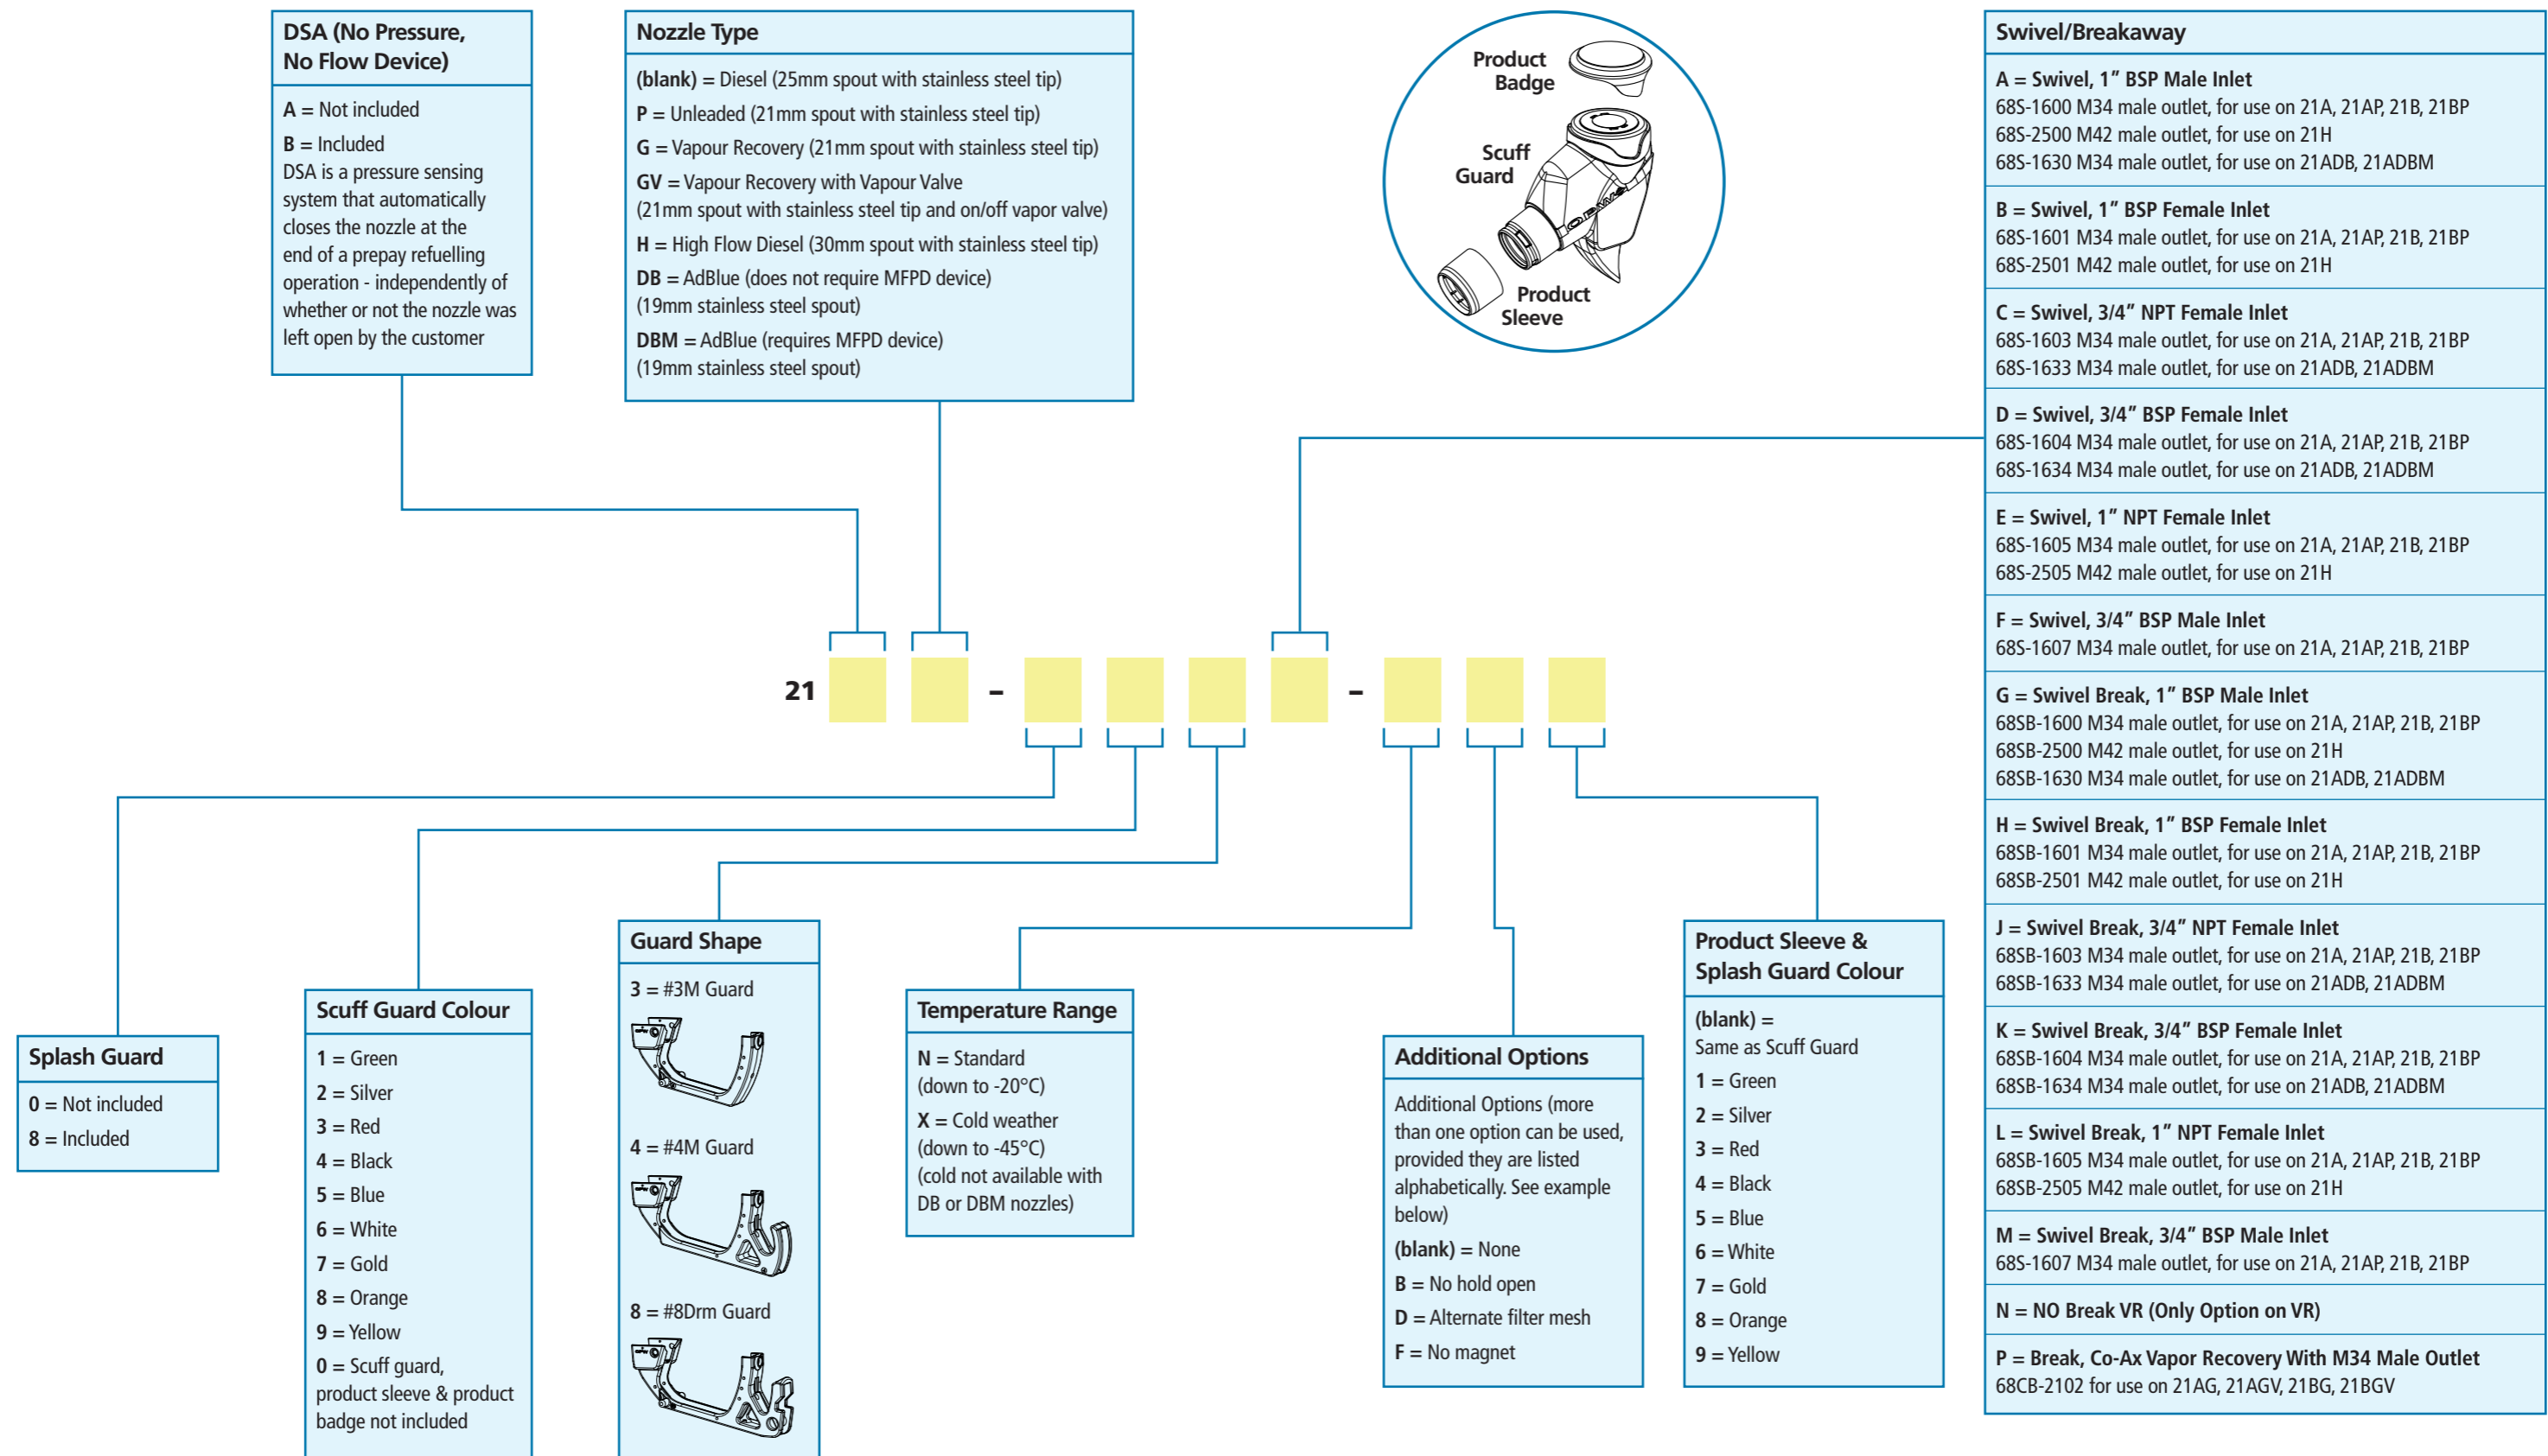 DSA (No Pressure,
No Flow Device)
A = Not included
B = Included
DSA is a pressure sensing
system that automatically
closes the nozzle at the
end of a prepay refuelling
operation - independently of
whether or not the nozzle was
left open by the customer
Nozzle Type
(blank) = Diesel (25mm spout with stainless steel tip)
P = Unleaded (21mm spout with stainless steel tip)
G = Vapour Recovery (21mm spout with stainless steel tip)
GV = Vapour Recovery with Vapour Valve
(21mm spout with stainless steel tip and on/off vapor valve)
H = High Flow Diesel (30mm spout with stainless steel tip)
DB = AdBlue (does not require MFPD device)
(19mm stainless steel spout)
DBM = AdBlue (requires MFPD device)
(19mm stainless steel spout)
Product
Badge
Scuff
Guard
Product
Sleeve
Swivel/Breakaway
A = Swivel, 1" BSP Male Inlet
68S-1600 M34 male outlet, for use on 21A, 21AP, 21B, 21BP
68S-2500 M42 male outlet, for use on 21H
68S-1630 M34 male outlet, for use on 21ADB, 21ADBM
B = Swivel, 1" BSP Female Inlet
68S-1601 M34 male outlet, for use on 21A, 21AP, 21B, 21BP
68S-2501 M42 male outlet, for use on 21H
C = Swivel, 3/4" NPT Female Inlet
68S-1603 M34 male outlet, for use on 21A, 21AP, 21B, 21BP
68S-1633 M34 male outlet, for use on 21ADB, 21ADBM
D = Swivel, 3/4" BSP Female Inlet
68S-1604 M34 male outlet, for use on 21A, 21AP, 21B, 21BP
68S-1634 M34 male outlet, for use on 21ADB, 21ADBM
E = Swivel, 1" NPT Female Inlet
68S-1605 M34 male outlet, for use on 21A, 21AP, 21B, 21BP
68S-2505 M42 male outlet, for use on 21H
F = Swivel, 3/4" BSP Male Inlet
68S-1607 M34 male outlet, for use on 21A, 21AP, 21B, 21BP
G = Swivel Break, 1" BSP Male Inlet
68SB-1600 M34 male outlet, for use on 21A, 21AP, 21B, 21BP
68SB-2500 M42 male outlet, for use on 21H
68SB-1630 M34 male outlet, for use on 21ADB, 21ADBM
H = Swivel Break, 1" BSP Female Inlet
68SB-1601 M34 male outlet, for use on 21A, 21AP, 21B, 21BP
68SB-2501 M42 male outlet, for use on 21H
J = Swivel Break, 3/4" NPT Female Inlet
68SB-1603 M34 male outlet, for use on 21A, 21AP, 21B, 21BP
68SB-1633 M34 male outlet, for use on 21ADB, 21ADBM
K = Swivel Break, 3/4" BSP Female Inlet
68SB-1604 M34 male outlet, for use on 21A, 21AP, 21B, 21BP
68SB-1634 M34 male outlet, for use on 21ADB, 21ADBM
L = Swivel Break, 1" NPT Female Inlet
68SB-1605 M34 male outlet, for use on 21A, 21AP, 21B, 21BP
68SB-2505 M42 male outlet, for use on 21H
M = Swivel Break, 3/4" BSP Male Inlet
68S-1607 M34 male outlet, for use on 21A, 21AP, 21B, 21BP
N = NO Break VR (Only Option on VR)
P = Break, Co-Ax Vapor Recovery With M34 Male Outlet
68CB-2102 for use on 21AG, 21AGV, 21BG, 21BGV
21 – –
Splash Guard
0 = Not included
8 = Included
Scuff Guard Colour
1 = Green
2 = Silver
3 = Red
4 = Black
5 = Blue
6 = White
7 = Gold
8 = Orange
9 = Yellow
0 = Scuff guard,
product sleeve & product
badge not included
Guard Shape
3 = #3M Guard
4 = #4M Guard
8 = #8Drm Guard
Temperature Range
N = Standard
(down to -20°C)
X = Cold weather
(down to -45°C)
(cold not available with
DB or DBM nozzles)
Additional Options
Additional Options (more
than one option can be used,
provided they are listed
alphabetically. See example
below)
(blank) = None
B = No hold open
D = Alternate filter mesh
F = No magnet
Product Sleeve &
Splash Guard Colour
(blank) =
Same as Scuff Guard
1 = Green
2 = Silver
3 = Red
4 = Black
5 = Blue
6 = White
7 = Gold
8 = Orange
9 = Yellow